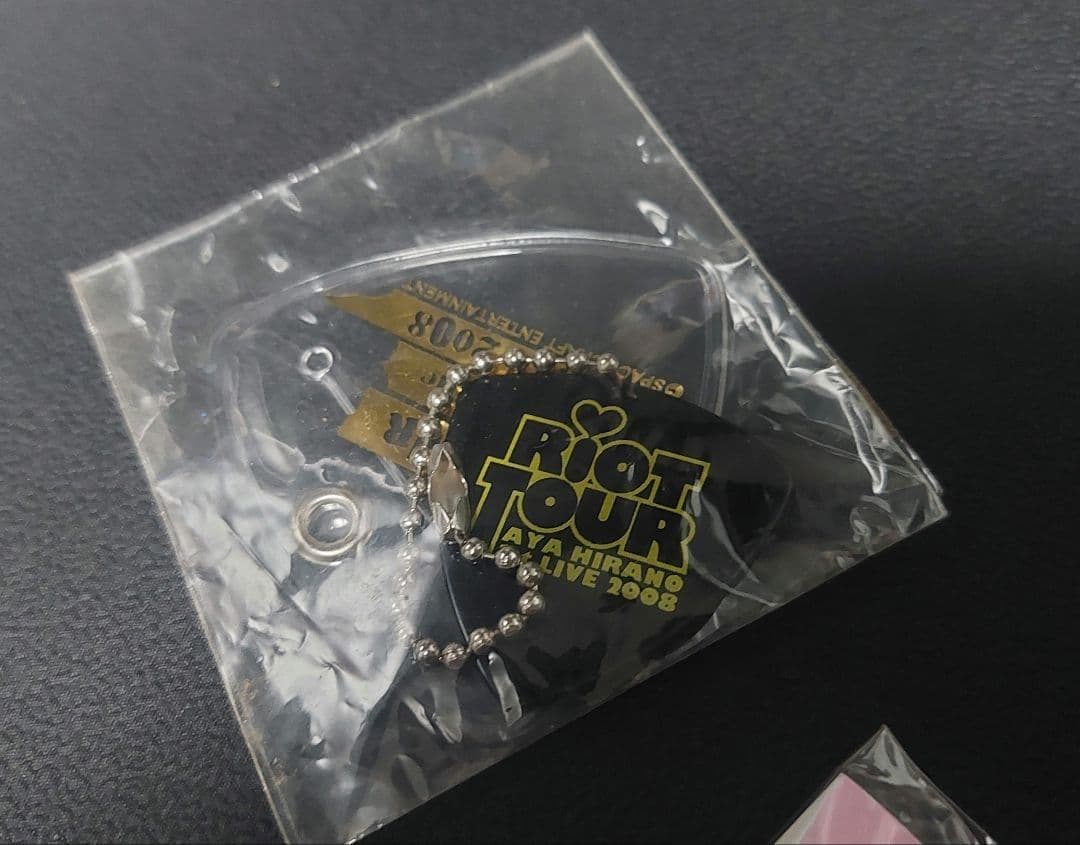 RiOT
TOUR
AYA HIRANO
LIVE 2008
2008
ENTERTAINMENT
R